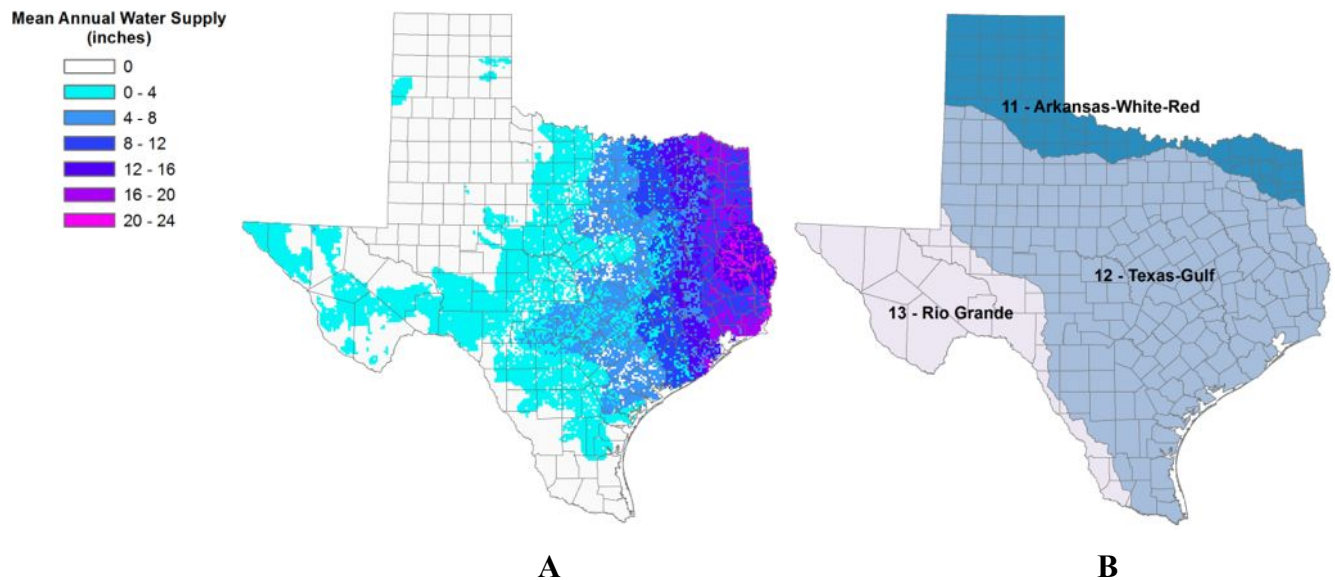 Mean Annual Water Supply
(inches)
0
0 - 4
4 - 8
8 - 12
12 - 16
16 - 20
20 - 24
11 - Arkansas-White-Red
12 - Texas-Gulf
13 - Rio Grande
A
B